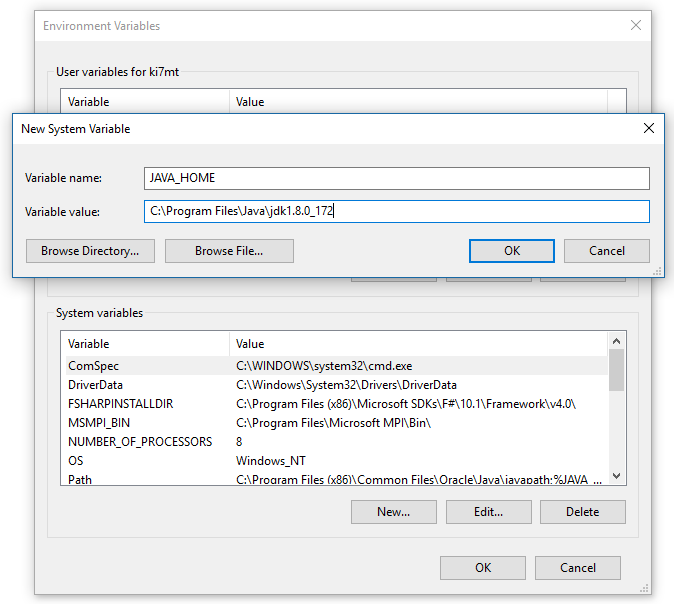 Environment Variables
User variables for ki7mt
Variable Value
New System Variable
Variable name: JAVA_HOME
Variable value: C:\Program Files\Java\jdk1.8.0_172
Browse Directory... Browse File... OK Cancel
System variables
Variable Value
ComSpec C:\WINDOWS\system32\cmd.exe
DriverData C:\Windows\System32\Drivers\DriverData
FSHARPINSTALLDIR C:\Program Files (x86)\Microsoft SDKs\F#\10.1\Framework\v4.0\
MSMPI_BIN C:\Program Files\Microsoft MPI\Bin\
NUMBER_OF_PROCESSORS 8
OS Windows_NT
Path C:\Program Files (x86)\Common Files\Oracle\Java\javapath;%JAVA_...
New... Edit... Delete
OK Cancel